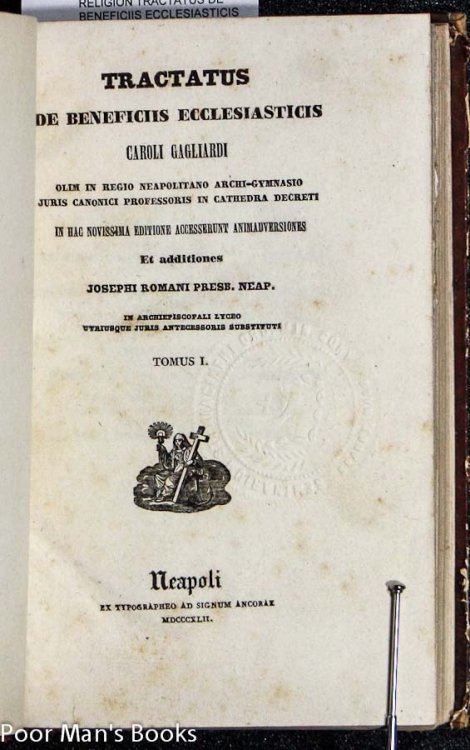 RELIGION TRACTATUS DE
BENEFICIIS ECCLESIASTICIS
TRACTATUS
DE BENEFICIIS ECCLESIASTICIS
CAROLI GAGLIARDI
OLIM IN REGIO NEAPOLITANO ARCHI-GYMNASIO
JURIS CANONICI PROFESSORIS IN CATHEDRA DECRETI
IN HAC NOVISSIMA EDITIONE ACCESSERUNT ANIMADVERSIONES
Et additiones
JOSEPHI ROMANI PRESB. NEAP.
IN ARCHIEPISCOPALI LYCEO
UTRIUSQUE JURIS ANTECESSORIS SUBSTITUTI
TOMUS I.
Neapoli
EX TYPOGRAPHEO AD SIGNUM ANCORAE
MDCCCXLII.
Poor Man's Books